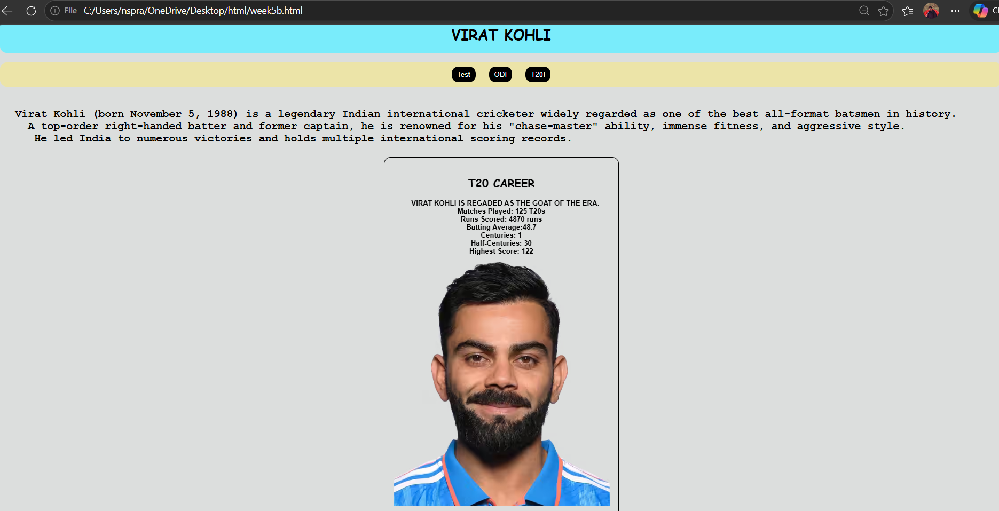 File C:/Users/nspra/OneDrive/Desktop/html/week5b.html
VIRAT KOHLI
Test ODI T20I
Virat Kohli (born November 5, 1988) is a legendary Indian international cricketer widely regarded as one of the best all-format batsmen in history.
A top-order right-handed batter and former captain, he is renowned for his "chase-master" ability, immense fitness, and aggressive style.
He led India to numerous victories and holds multiple international scoring records.
T20 CAREER
VIRAT KOHLI IS REGADED AS THE GOAT OF THE ERA.
Matches Played: 125 T20s
Runs Scored: 4870 runs
Batting Average:48.7
Centuries: 1
Half-Centuries: 30
Highest Score: 122